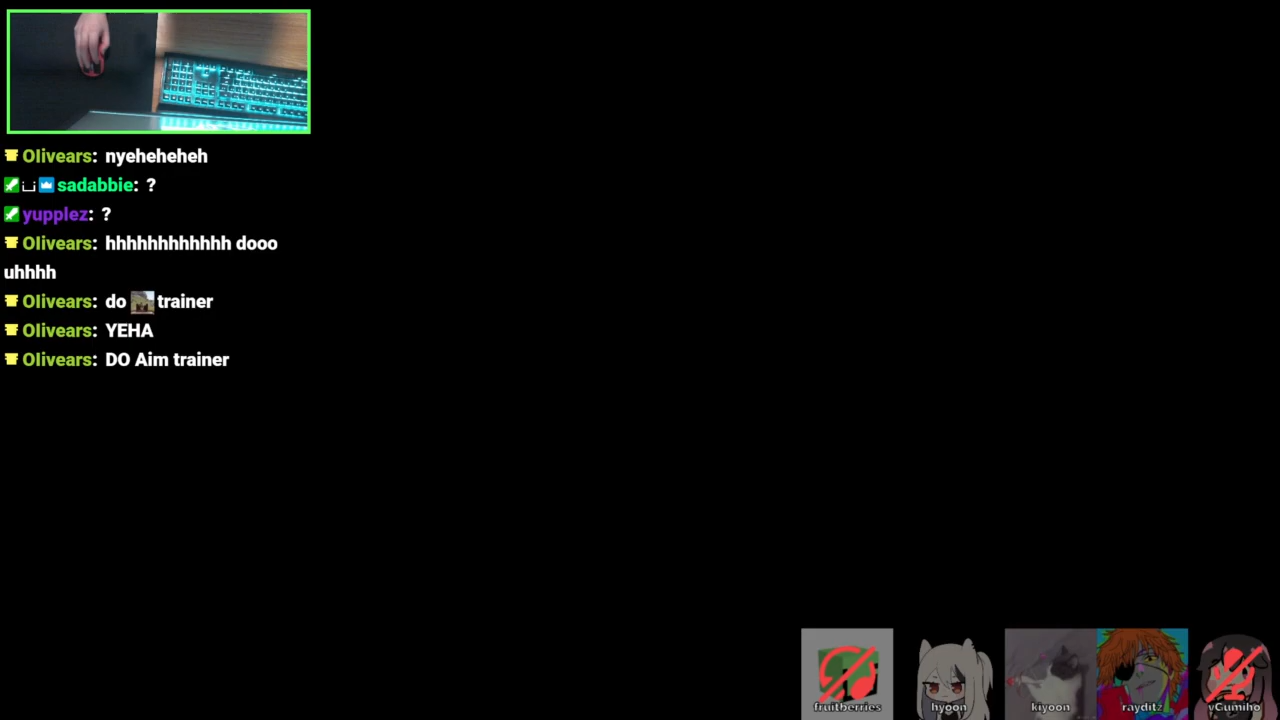 Olivears: nyeheheheh
sadabbie: ?
yupplez: ?
Olivears: hhhhhhhhhhhh dooo
uhhhh
Olivears: do trainer
Olivears: YEHA
Olivears: DO Aim trainer
fruitberries hyoon kiyoon rayditz vGumiho